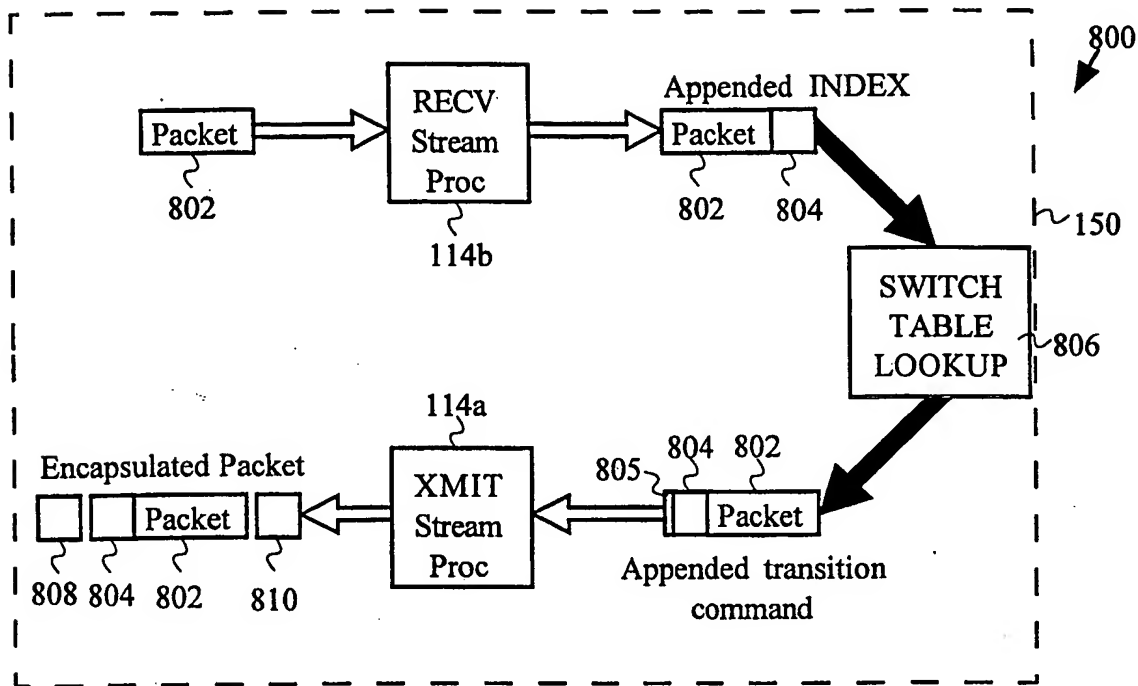 800
Packet
802
RECV
Stream
Proc
114b
Appended INDEX
Packet
802
804
150
SWITCH
TABLE
LOOKUP
806
114a
XMIT
Stream
Proc
805
804
802
Packet
Appended transition
command
Encapsulated Packet
Packet
808
804
802
810